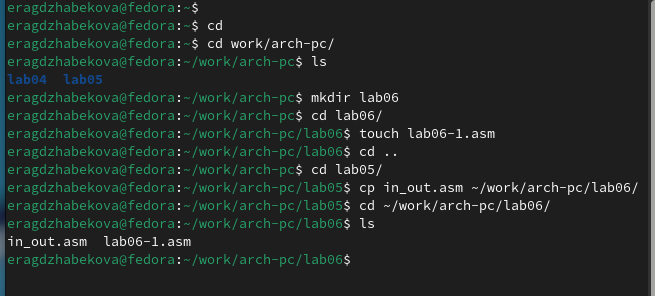 eragdzhabekova@fedora:~$
eragdzhabekova@fedora:~$ cd
eragdzhabekova@fedora:~$ cd work/arch-pc/
eragdzhabekova@fedora:~/work/arch-pc$ ls
lab04  lab05
eragdzhabekova@fedora:~/work/arch-pc$ mkdir lab06
eragdzhabekova@fedora:~/work/arch-pc$ cd lab06/
eragdzhabekova@fedora:~/work/arch-pc/lab06$ touch lab06-1.asm
eragdzhabekova@fedora:~/work/arch-pc/lab06$ cd ..
eragdzhabekova@fedora:~/work/arch-pc$ cd lab05/
eragdzhabekova@fedora:~/work/arch-pc/lab05$ cp in_out.asm ~/work/arch-pc/lab06/
eragdzhabekova@fedora:~/work/arch-pc/lab05$ cd ~/work/arch-pc/lab06/
eragdzhabekova@fedora:~/work/arch-pc/lab06$ ls
in_out.asm  lab06-1.asm
eragdzhabekova@fedora:~/work/arch-pc/lab06$